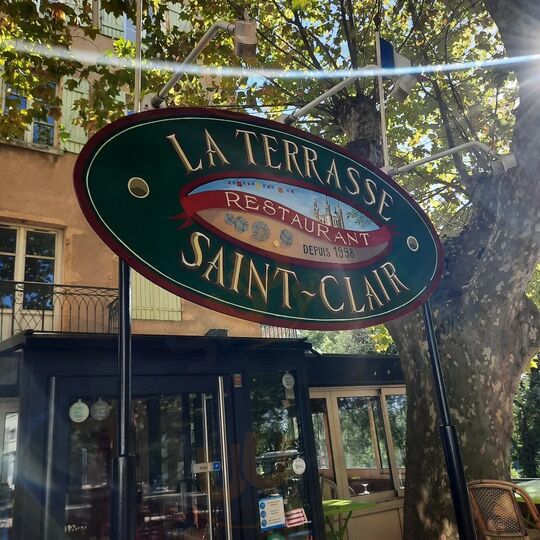 LA TERRASSE
RESTAURANT
DEPUIS 1996
SAINT-CLAIR